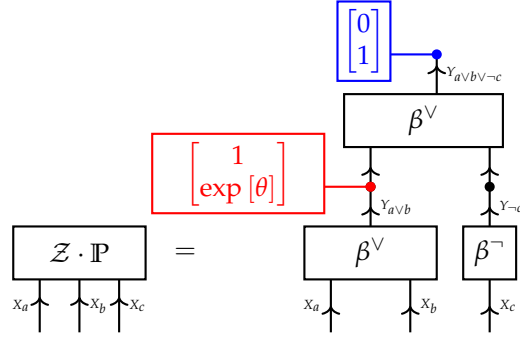 [0
1]
Y_{a∨b∨¬c}
β^∨
[1
exp [θ]]
Y_{a∨b}
Y_{¬c}
𝒵 · ℙ
=
β^∨
β^¬
X_a X_b X_c
X_a X_b X_c